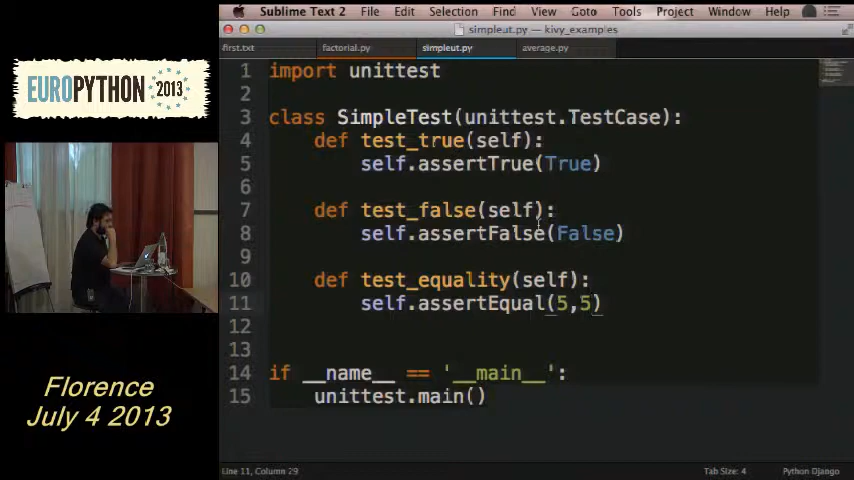 Sublime Text 2 File Edit Selection Find View Goto Tools Project Window Help
simpleut.py — kivy_examples
first.txt factorial.py simpleut.py average.py
EUROPYTHON 2013
1 import unittest
2
3 class SimpleTest(unittest.TestCase):
4 def test_true(self):
5 self.assertTrue(True)
6
7 def test_false(self):
8 self.assertFalse(False)
9
10 def test_equality(self):
11 self.assertEqual(5,5)
12
13
14 if __name__ == '__main__':
15 unittest.main()
Florence
July 4 2013
Line 11, Column 29 Tab Size: 4 Python Django